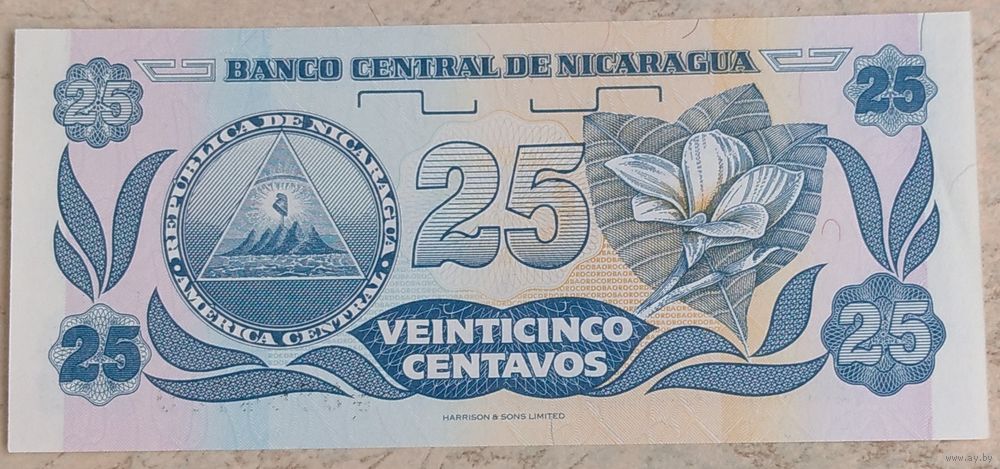 BANCO CENTRAL DE NICARAGUA
25
25
REPÚBLICA DE NICARAGUA
AMERICA CENTRAL
25
VEINTICINCO
CENTAVOS
25
25
HARRISON & SONS LIMITED
www.ay.by